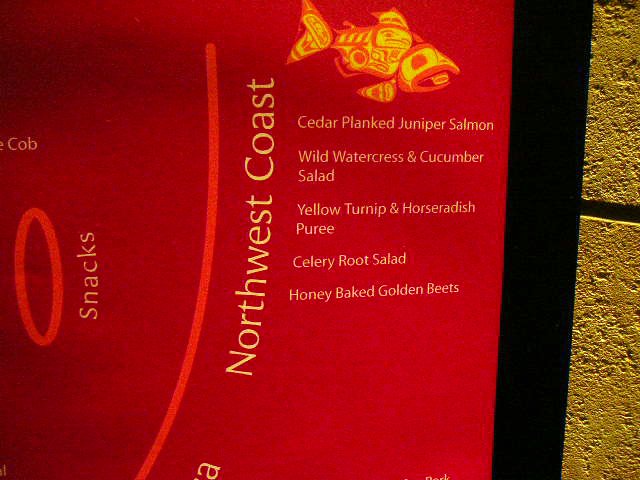 Cob
Snacks
Northwest Coast
Cedar Planked Juniper Salmon
Wild Watercress & Cucumber
Salad
Yellow Turnip & Horseradish
Puree
Celery Root Salad
Honey Baked Golden Beets